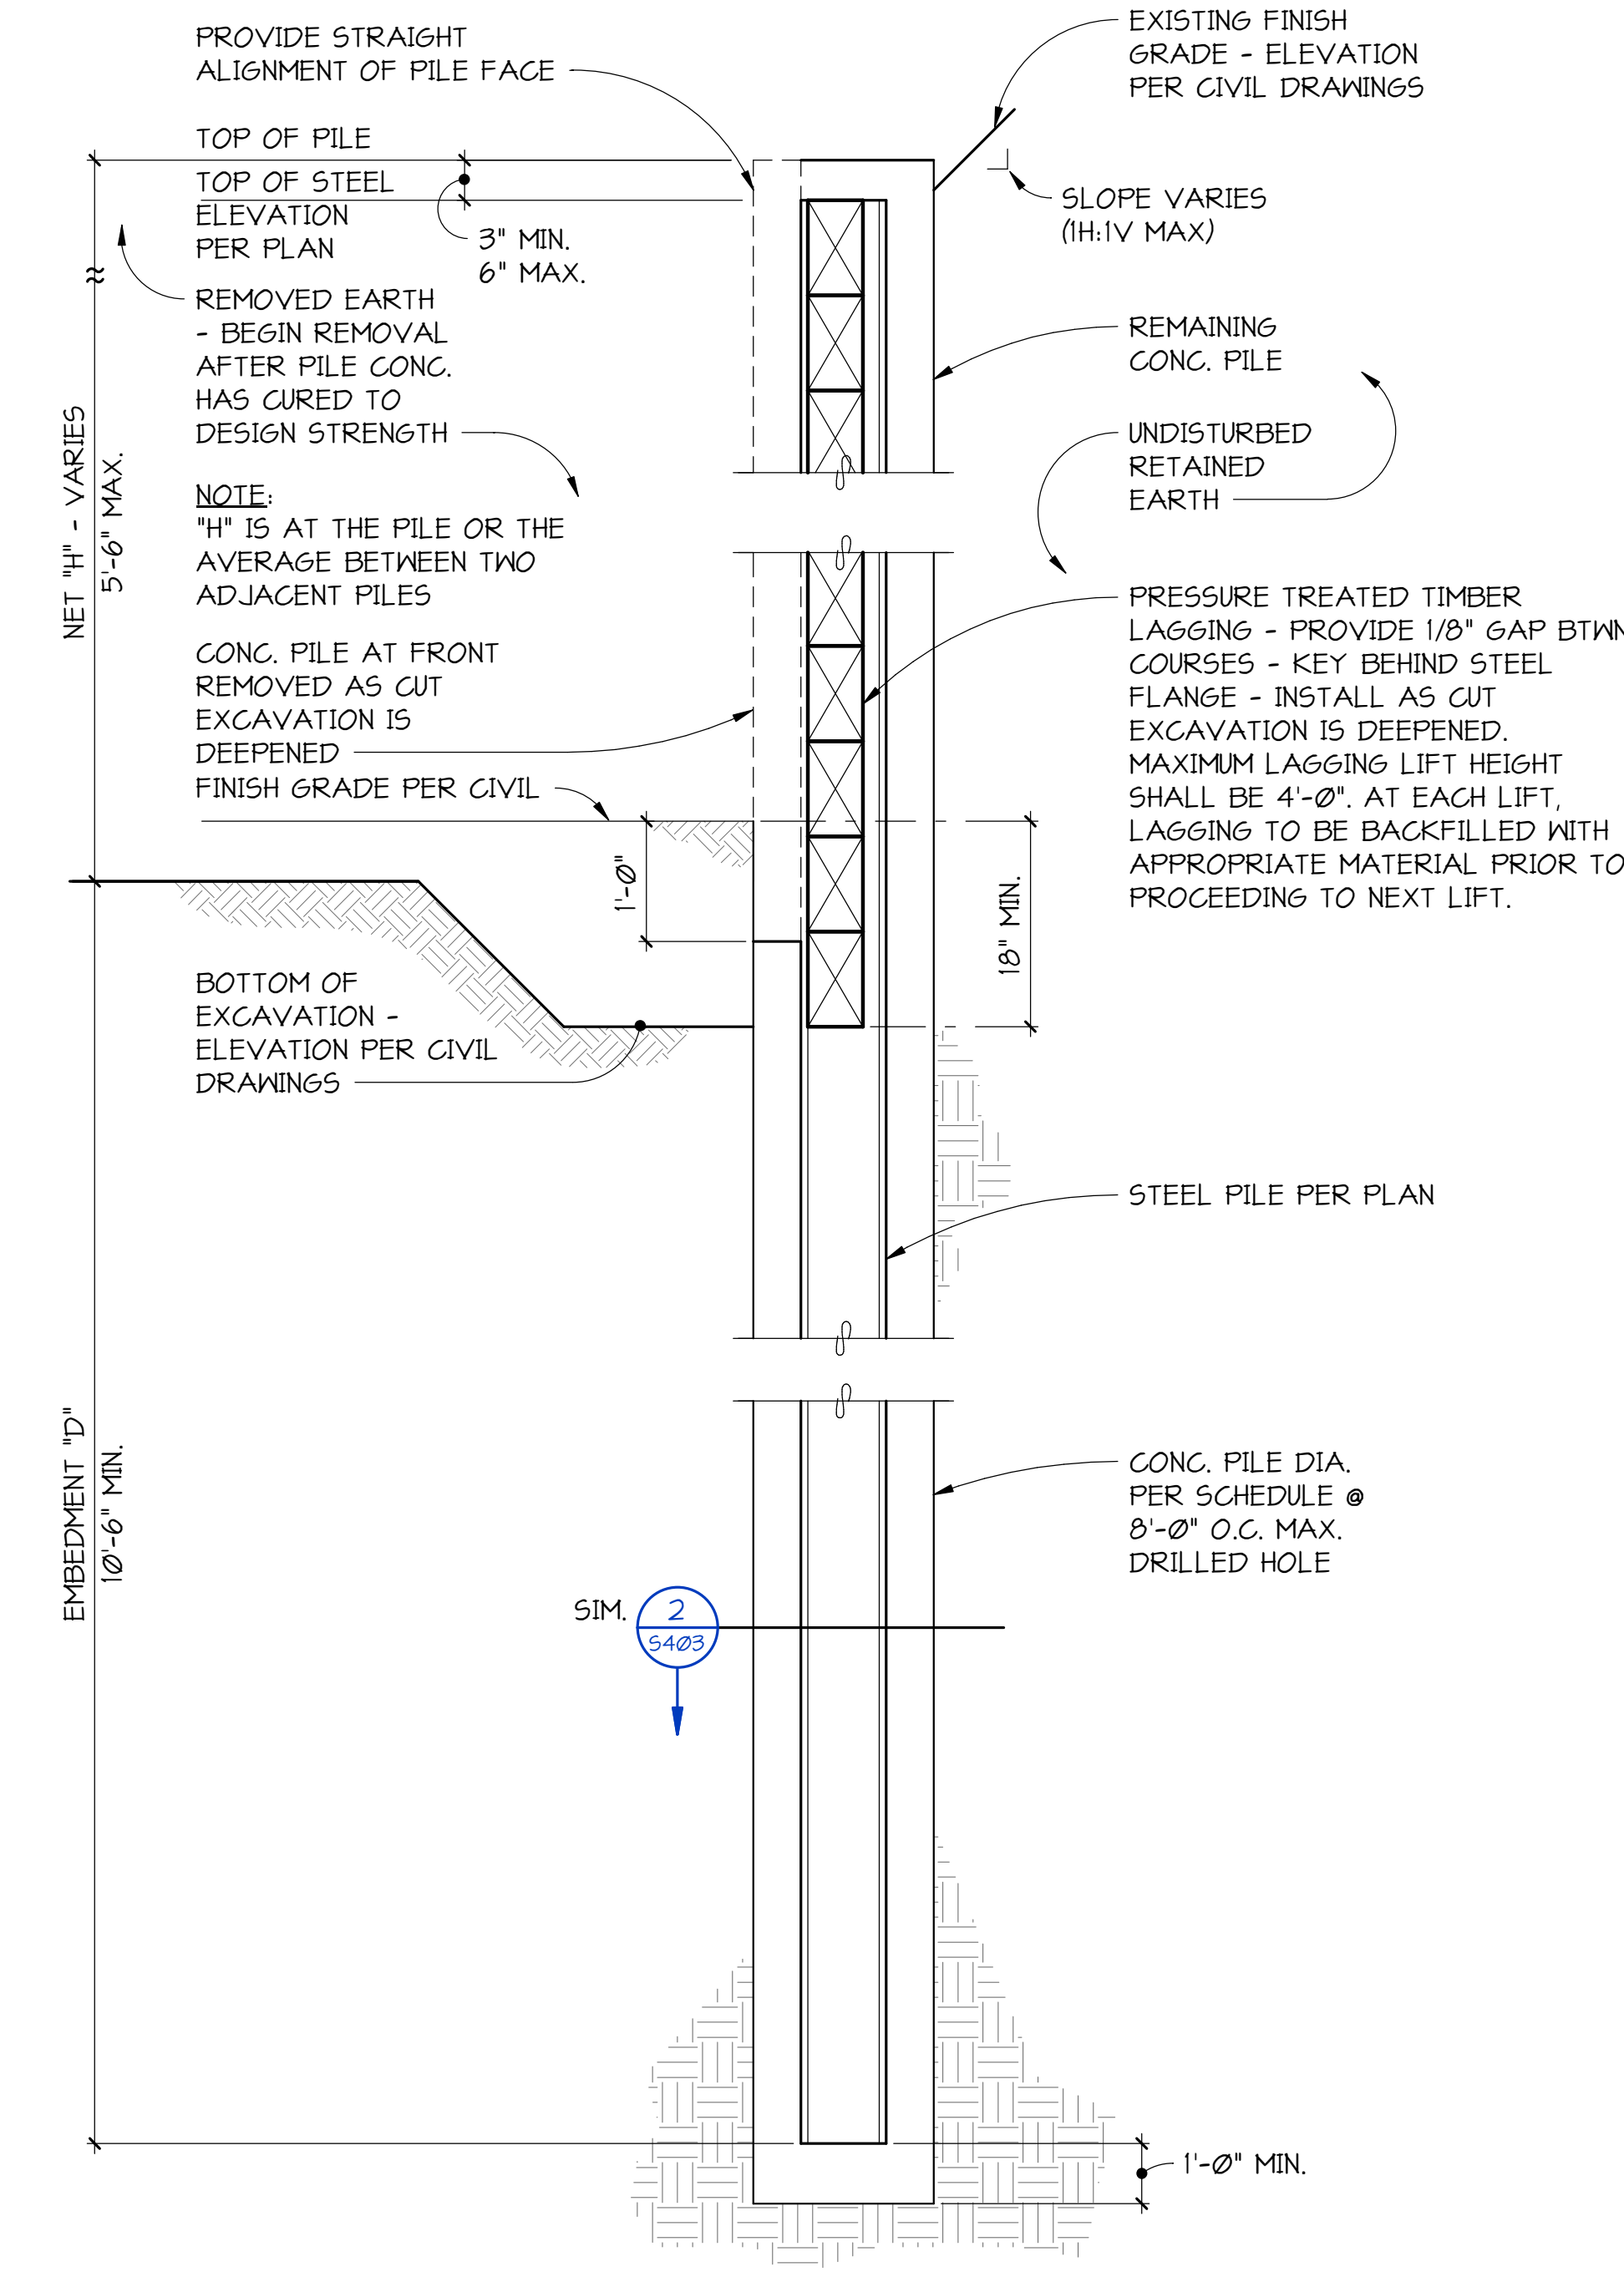 PROVIDE STRAIGHT
ALIGNMENT OF PILE FACE
TOP OF PILE
TOP OF STEEL
ELEVATION
PER PLAN
3" MIN.
6" MAX.
REMOVED EARTH
- BEGIN REMOVAL
AFTER PILE CONC.
HAS CURED TO
DESIGN STRENGTH
NOTE:
"H" IS AT THE PILE OR THE
AVERAGE BETWEEN TWO
ADJACENT PILES
CONC. PILE AT FRONT
REMOVED AS CUT
EXCAVATION IS
DEEPENED
FINISH GRADE PER CIVIL
NET "H" - VARIES
5'-6" MAX.
1'-0"
BOTTOM OF
EXCAVATION -
ELEVATION PER CIVIL
DRAWINGS
EMBEDMENT "D"
10'-6" MIN.
SIM.
2
S403
EXISTING FINISH
GRADE - ELEVATION
PER CIVIL DRAWINGS
SLOPE VARIES
(1H:1V MAX)
REMAINING
CONC. PILE
UNDISTURBED
RETAINED
EARTH
PRESSURE TREATED TIMBER
LAGGING - PROVIDE 1/8" GAP BTWN
COURSES - KEY BEHIND STEEL
FLANGE - INSTALL AS CUT
EXCAVATION IS DEEPENED.
MAXIMUM LAGGING LIFT HEIGHT
SHALL BE 4'-0". AT EACH LIFT,
LAGGING TO BE BACKFILLED WITH
APPROPRIATE MATERIAL PRIOR TO
PROCEEDING TO NEXT LIFT.
18" MIN.
STEEL PILE PER PLAN
CONC. PILE DIA.
PER SCHEDULE @
8'-0" O.C. MAX.
DRILLED HOLE
1'-0" MIN.